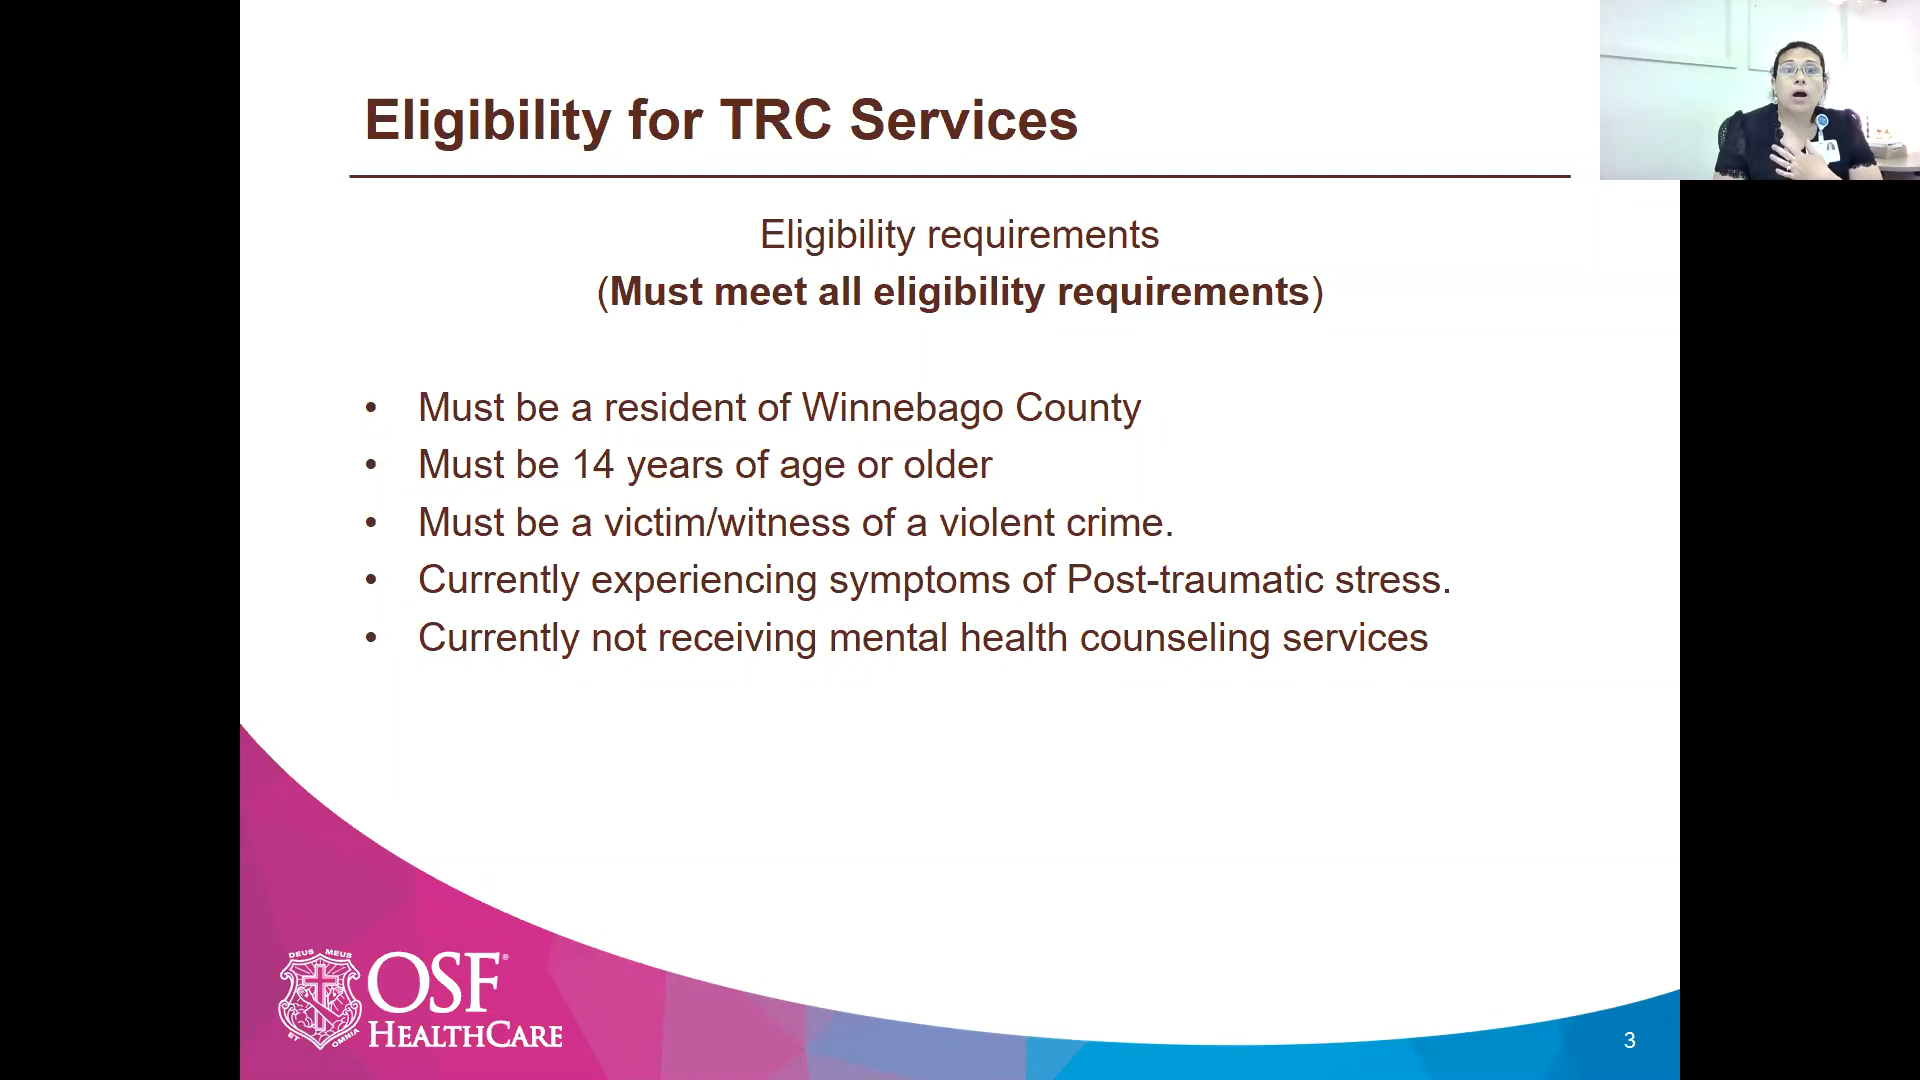 Eligibility for TRC Services
Eligibility requirements
(Must meet all eligibility requirements)
• Must be a resident of Winnebago County
• Must be 14 years of age or older
• Must be a victim/witness of a violent crime.
• Currently experiencing symptoms of Post-traumatic stress.
• Currently not receiving mental health counseling services
DEUS MEUS
ET OMNIA
OSF®
HEALTHCARE
3